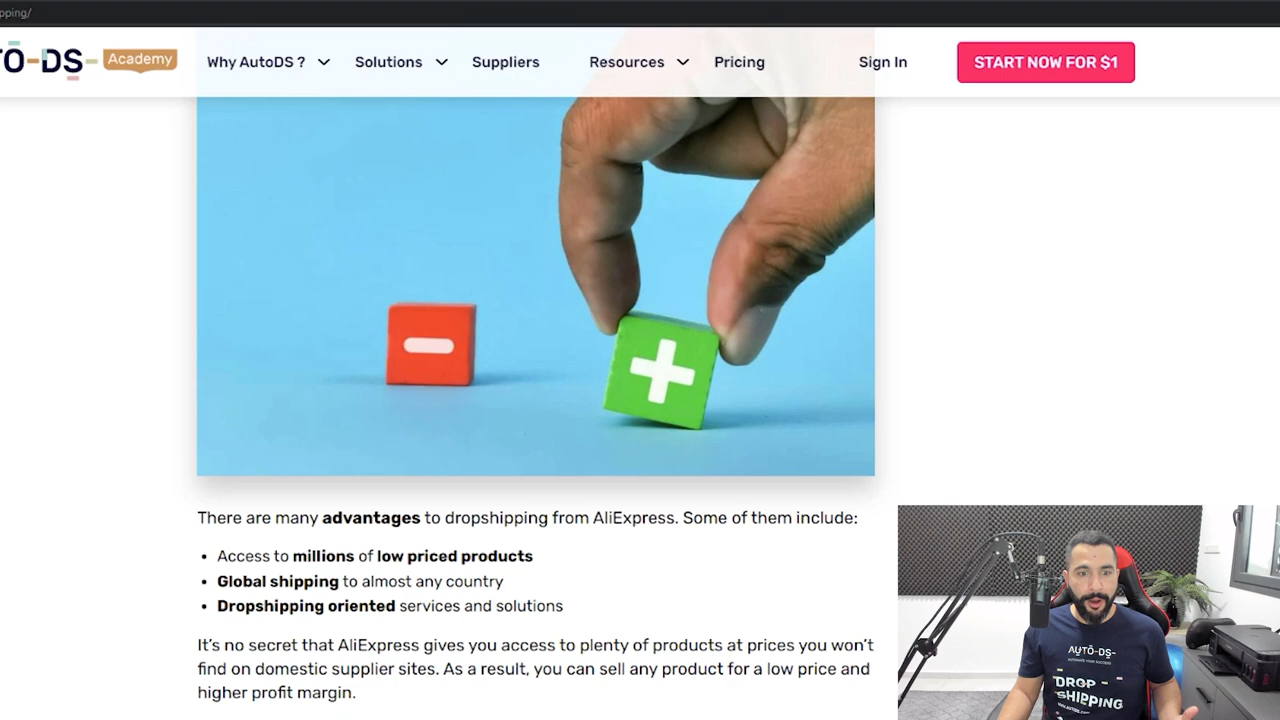 pping/
TO-DS-
Academy
Why AutoDS ?
Solutions
Suppliers
Resources
Pricing
Sign In
START NOW FOR $1
There are many advantages to dropshipping from AliExpress. Some of them include:
• Access to millions of low priced products
• Global shipping to almost any country
• Dropshipping oriented services and solutions
It's no secret that AliExpress gives you access to plenty of products at prices you won't
find on domestic supplier sites. As a result, you can sell any product for a low price and
higher profit margin.
AUTO-DS-
AUTOMATE YOUR SUCCESS
DROP
SHIPPING